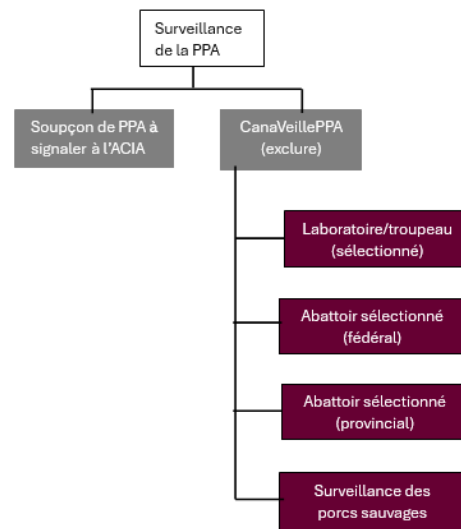 Surveillance
de la PPA
Soupçon de PPA à
signaler à l'ACIA
CanaVeillePPA
(exclure)
Laboratoire/troupeau
(sélectionné)
Abattoir sélectionné
(fédéral)
Abattoir sélectionné
(provincial)
Surveillance des
porcs sauvages